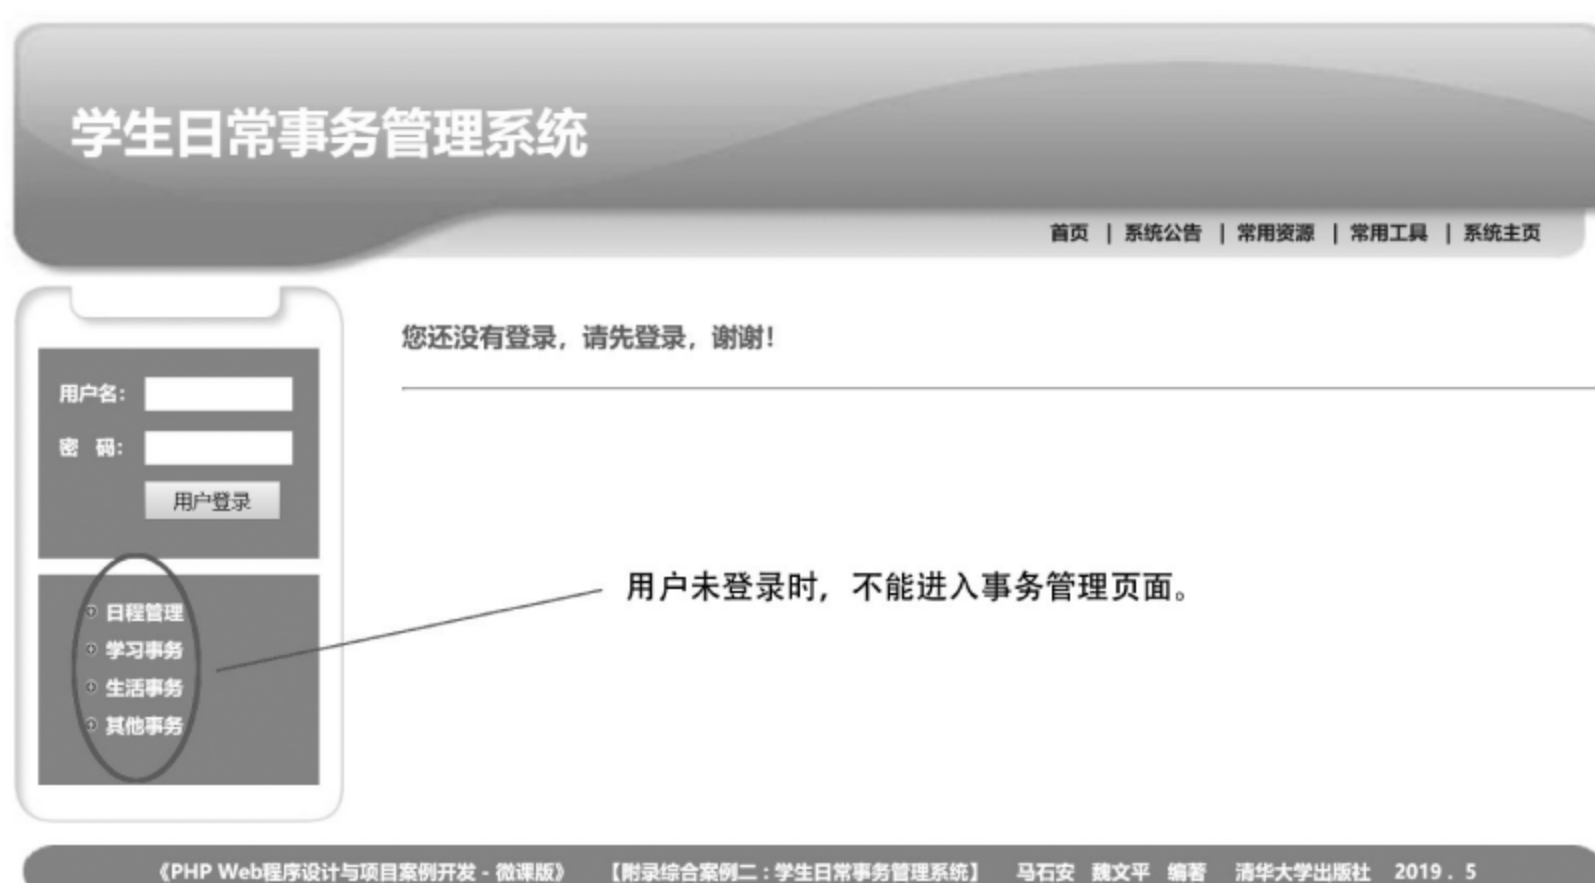 学生日常事务管理系统
首页 | 系统公告 | 常用资源 | 常用工具 | 系统主页
您还没有登录，请先登录，谢谢！
用户名：
密 码：
用户登录
用户未登录时，不能进入事务管理页面。
日程管理
学习事务
生活事务
其他事务
《PHP Web程序设计与项目案例开发 - 微课版》 【附录综合案例二：学生日常事务管理系统】 马石安 魏文平 编著 清华大学出版社 2019 . 5